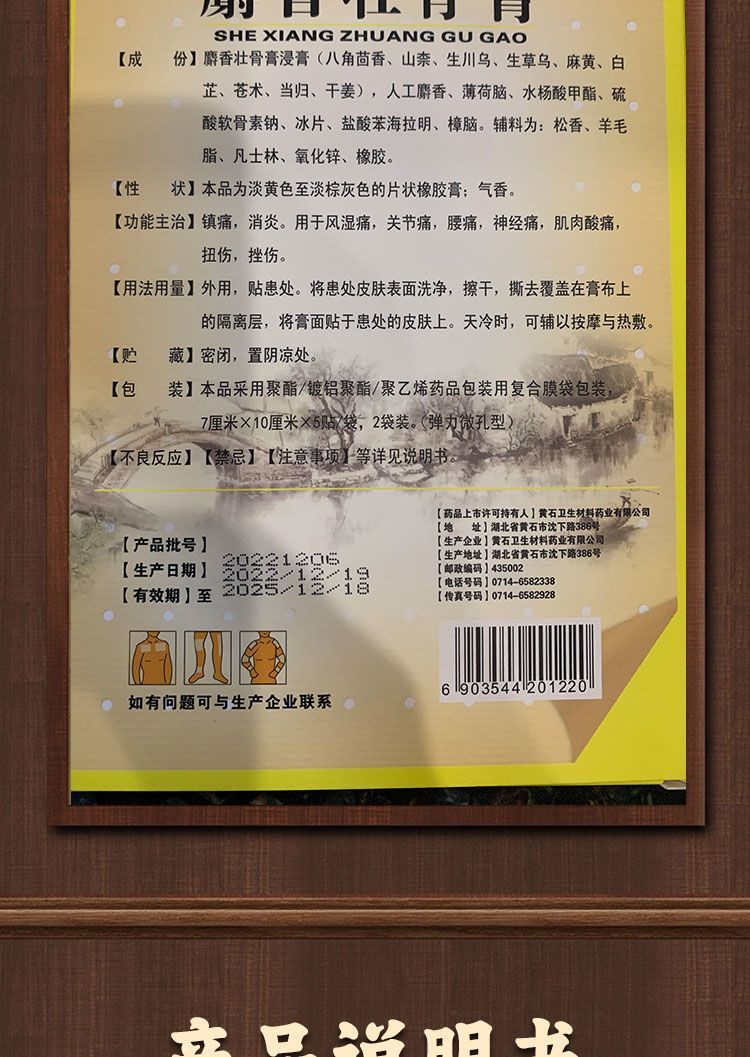 麝香壮骨膏
SHE XIANG ZHUANG GU GAO
【成　份】麝香壮骨膏浸膏（八角茴香、山柰、生川乌、生草乌、麻黄、白
芷、苍术、当归、干姜），人工麝香、薄荷脑、水杨酸甲酯、硫
酸软骨素钠、冰片、盐酸苯海拉明、樟脑。辅料为：松香、羊毛
脂、凡士林、氧化锌、橡胶。
【性　状】本品为淡黄色至淡棕灰色的片状橡胶膏；气香。
【功能主治】镇痛，消炎。用于风湿痛，关节痛，腰痛，神经痛，肌肉酸痛，
扭伤，挫伤。
【用法用量】外用，贴患处。将患处皮肤表面洗净，擦干，撕去覆盖在膏布上
的隔离层，将膏面贴于患处的皮肤上。天冷时，可辅以按摩与热敷。
【贮　藏】密闭，置阴凉处。
【包　装】本品采用聚酯/镀铝聚酯/聚乙烯药品包装用复合膜袋包装，
7厘米×10厘米×5贴/袋，2袋装。（弹力微孔型）
【不良反应】【禁忌】【注意事项】等详见说明书。
【产品批号】20221206
【生产日期】2022/12/19
【有效期】至 2025/12/18
【药品上市许可持有人】黄石卫生材料药业有限公司
【地　址】湖北省黄石市沈下路386号
【生产企业】黄石卫生材料药业有限公司
【生产地址】湖北省黄石市沈下路386号
【邮政编码】435002
【电话号码】0714-6582338
【传真号码】0714-6582928
如有问题可与生产企业联系
6 903544 201220
产品说明书